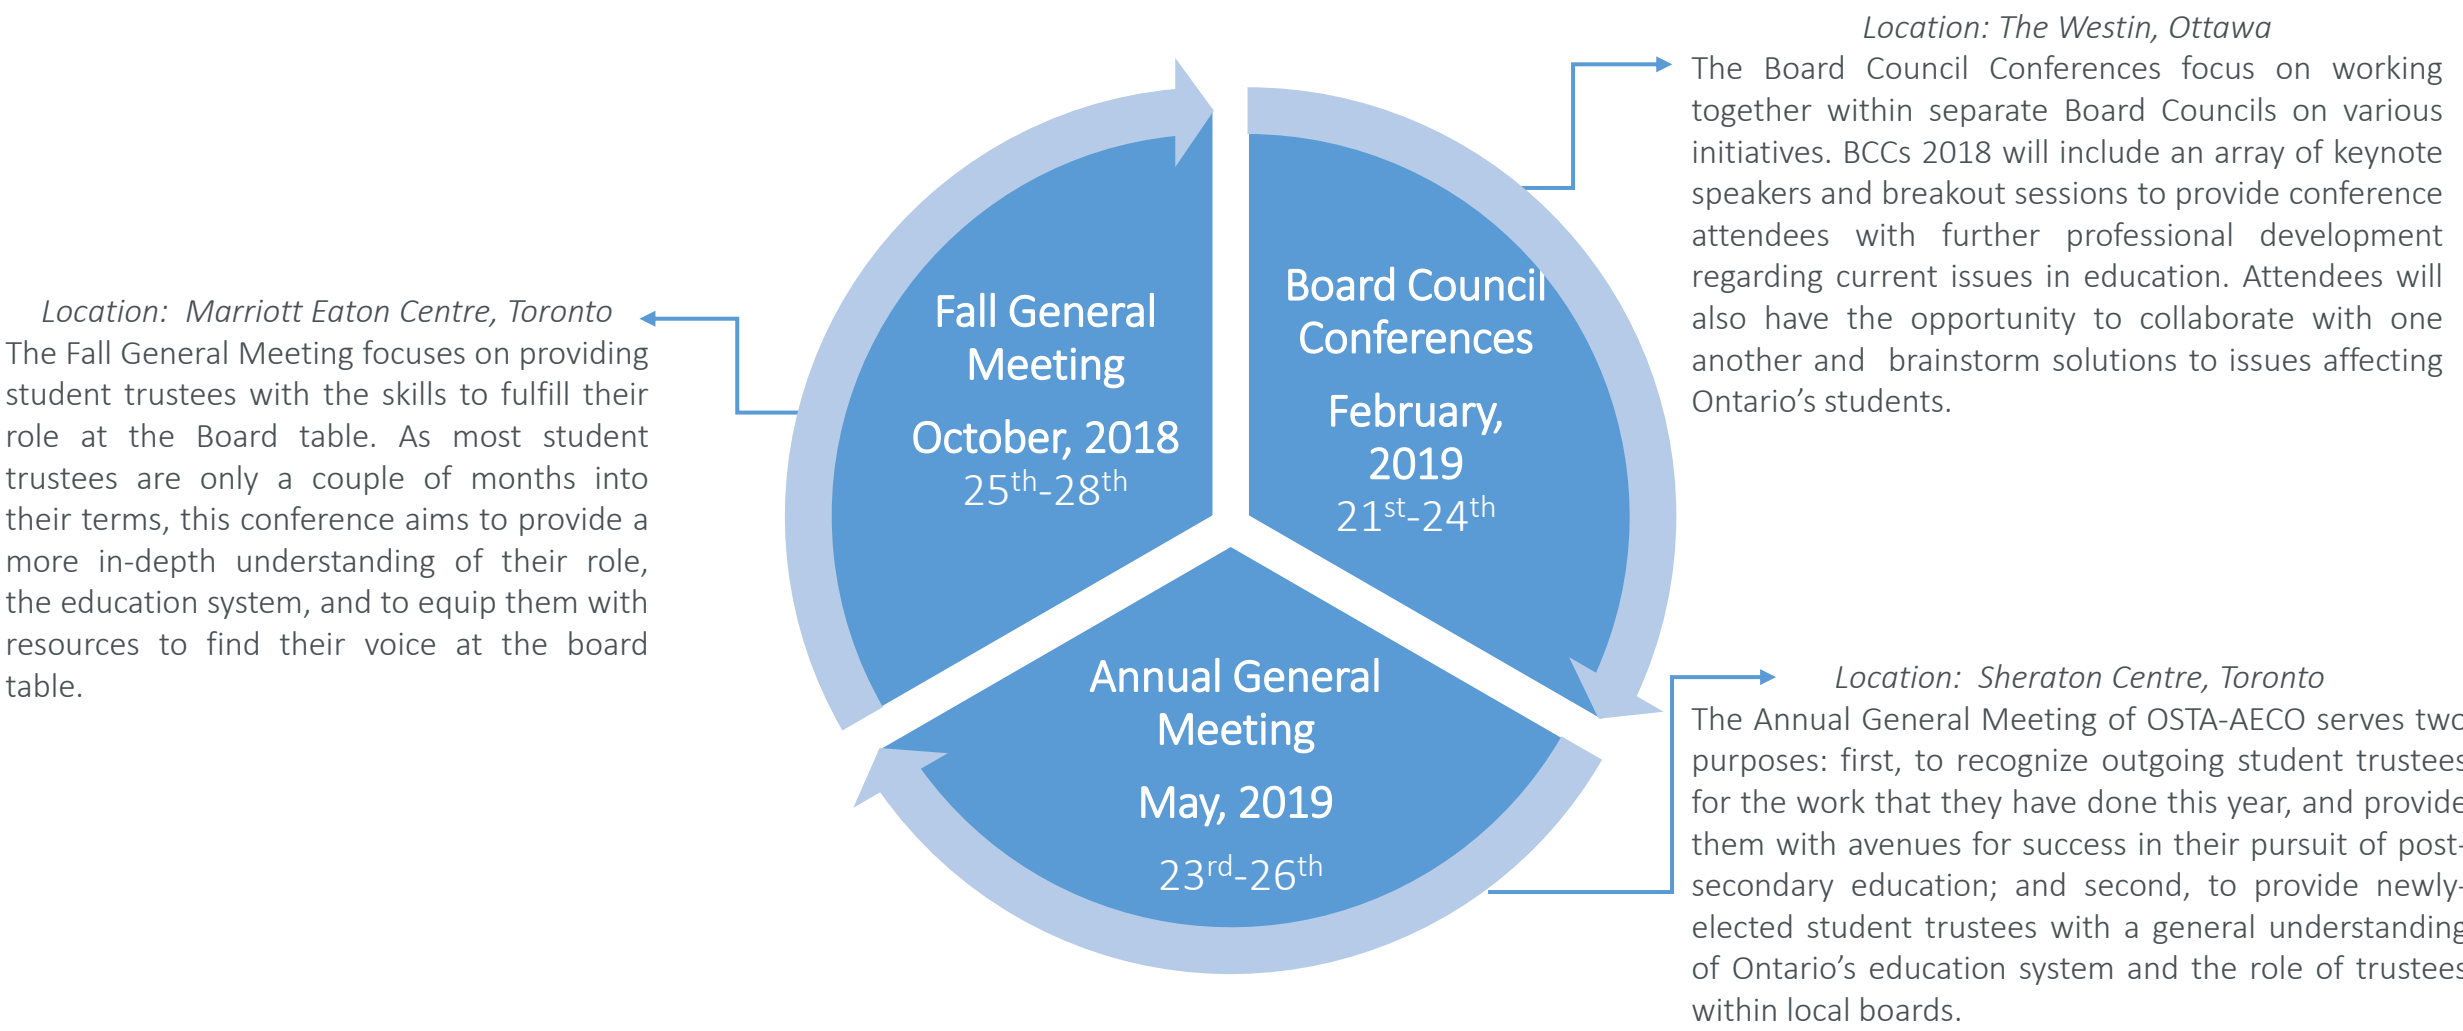 Location:  Marriott Eaton Centre, Toronto
The Fall General Meeting focuses on providing
student trustees with the skills to fulfill their
role at the Board table. As most student
trustees are only a couple of months into
their terms, this conference aims to provide a
more in-depth understanding of their role,
the education system, and to equip them with
resources to find their voice at the board
table.
Fall General
Meeting
October, 2018
25th-28th
Board Council
Conferences
February,
2019
21st-24th
Annual General
Meeting
May, 2019
23rd-26th
Location: The Westin, Ottawa
The Board Council Conferences focus on working
together within separate Board Councils on various
initiatives. BCCs 2018 will include an array of keynote
speakers and breakout sessions to provide conference
attendees with further professional development
regarding current issues in education. Attendees will
also have the opportunity to collaborate with one
another and  brainstorm solutions to issues affecting
Ontario’s students.
Location:  Sheraton Centre, Toronto
The Annual General Meeting of OSTA-AECO serves two
purposes: first, to recognize outgoing student trustees
for the work that they have done this year, and provide
them with avenues for success in their pursuit of post-
secondary education; and second, to provide newly-
elected student trustees with a general understanding
of Ontario’s education system and the role of trustees
within local boards.